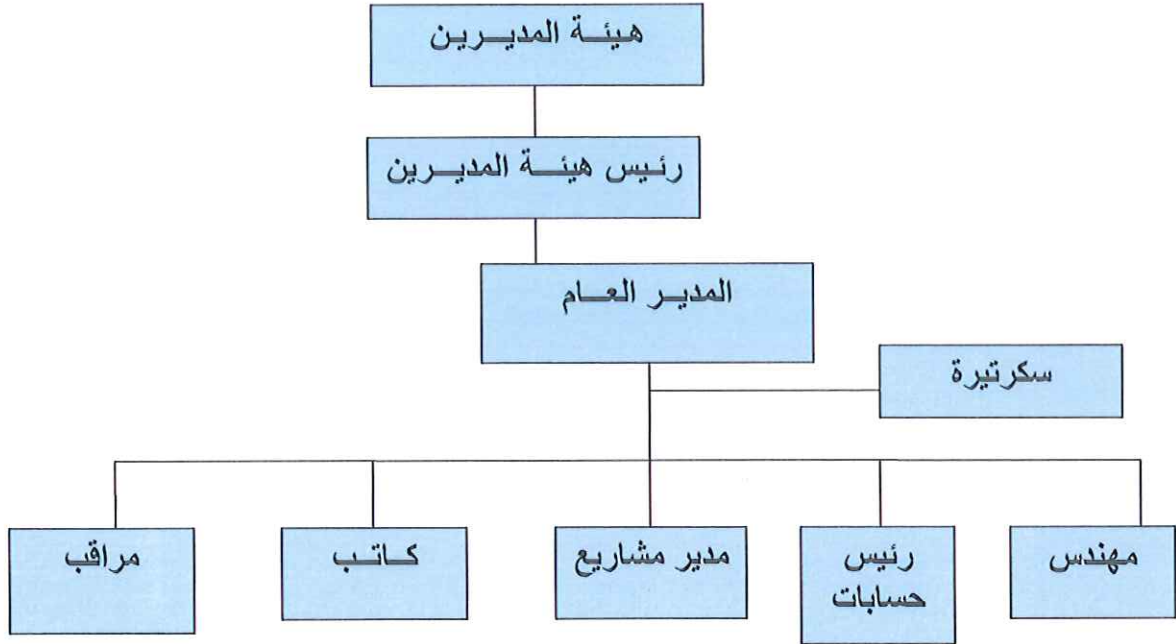 هيئة المديرين
رئيس هيئة المديرين
المدير العام
سكرتيرة
مهندس
رئيس
حسابات
مدير مشاريع
كاتب
مراقب